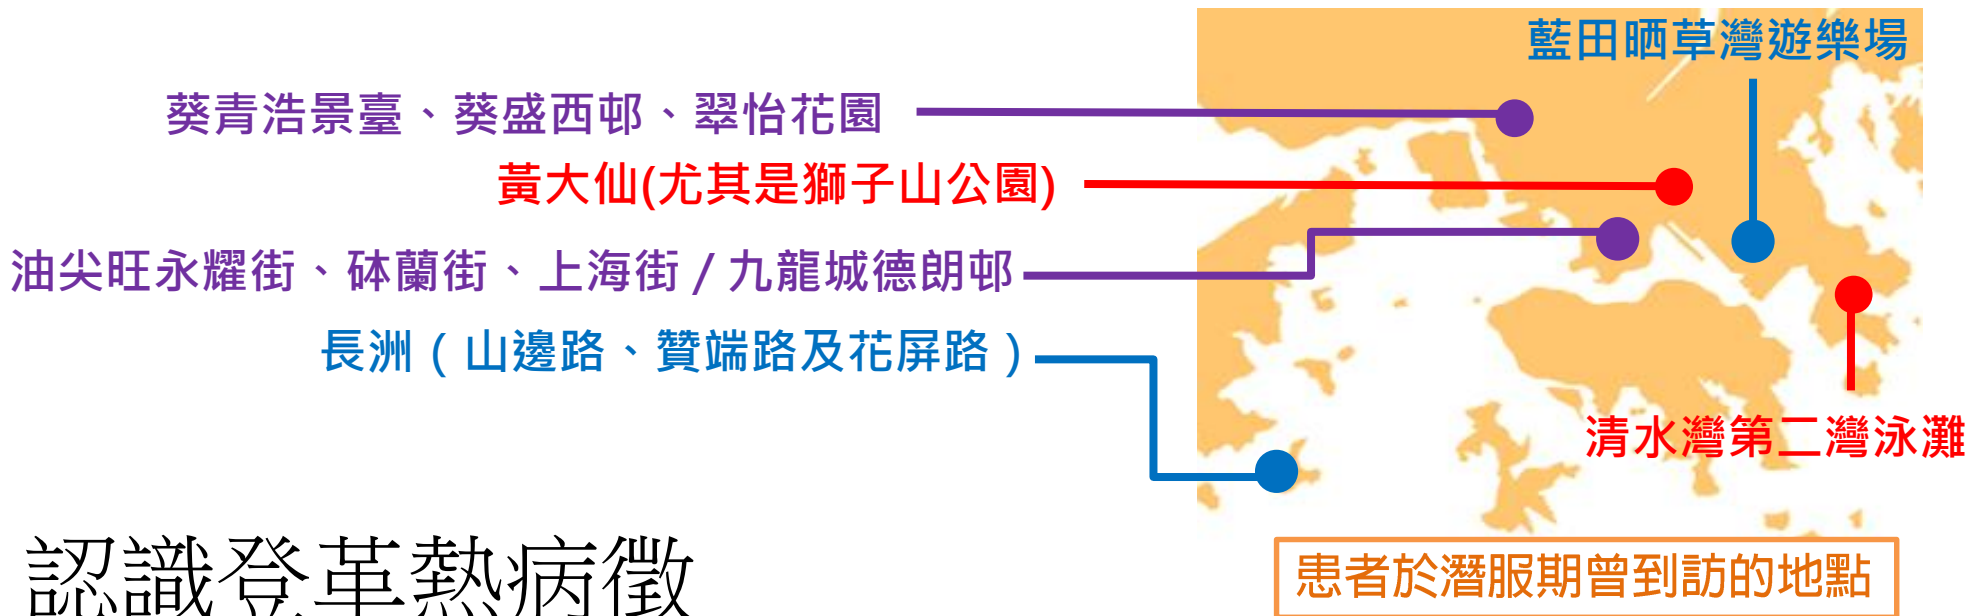 藍田晒草灣遊樂場
葵青浩景臺、葵盛西邨、翠怡花園
黃大仙(尤其是獅子山公園)
油尖旺永耀街、砵蘭街、上海街/九龍城德朗邨
長洲(山邊路、贊端路及花屏路)
清水灣第二灣泳灘
患者於潛服期曾到訪的地點
認識登革熱病徵